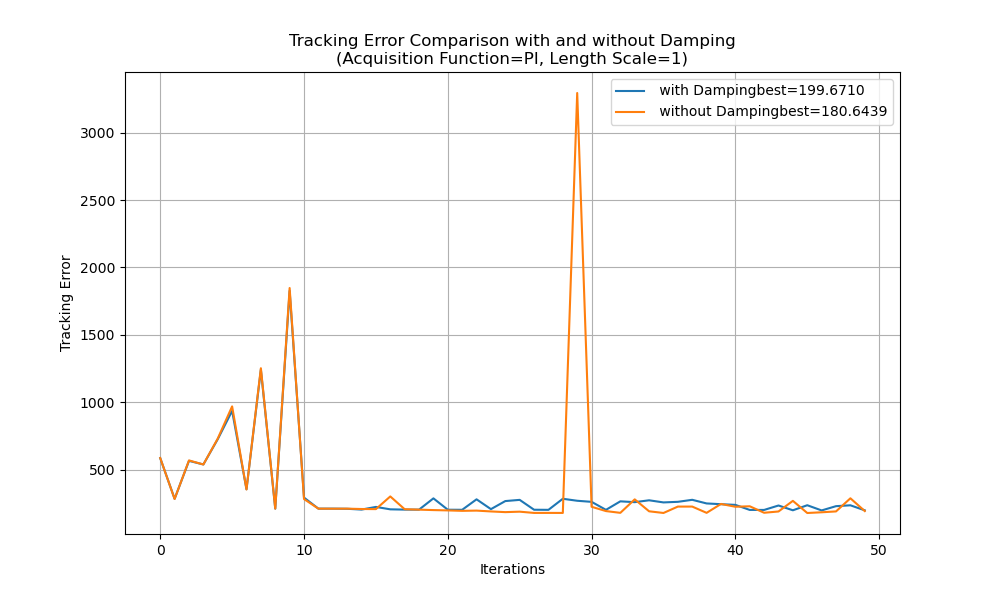 Tracking Error Comparison with and without Damping
(Acquisition Function=PI, Length Scale=1)
with Dampingbest=199.6710
without Dampingbest=180.6439
3000
2500
2000
1500
1000
500
Tracking Error
0 10 20 30 40 50
Iterations